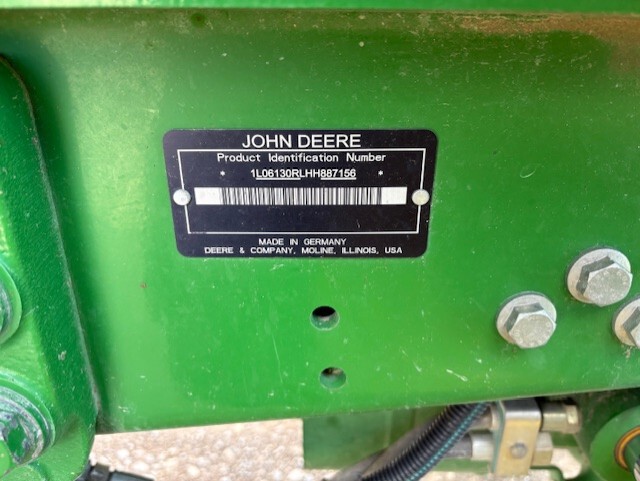 JOHN DEERE
Product Identification Number
* 1L06130RLHH887156 *
MADE IN GERMANY
DEERE & COMPANY, MOLINE, ILLINOIS, USA